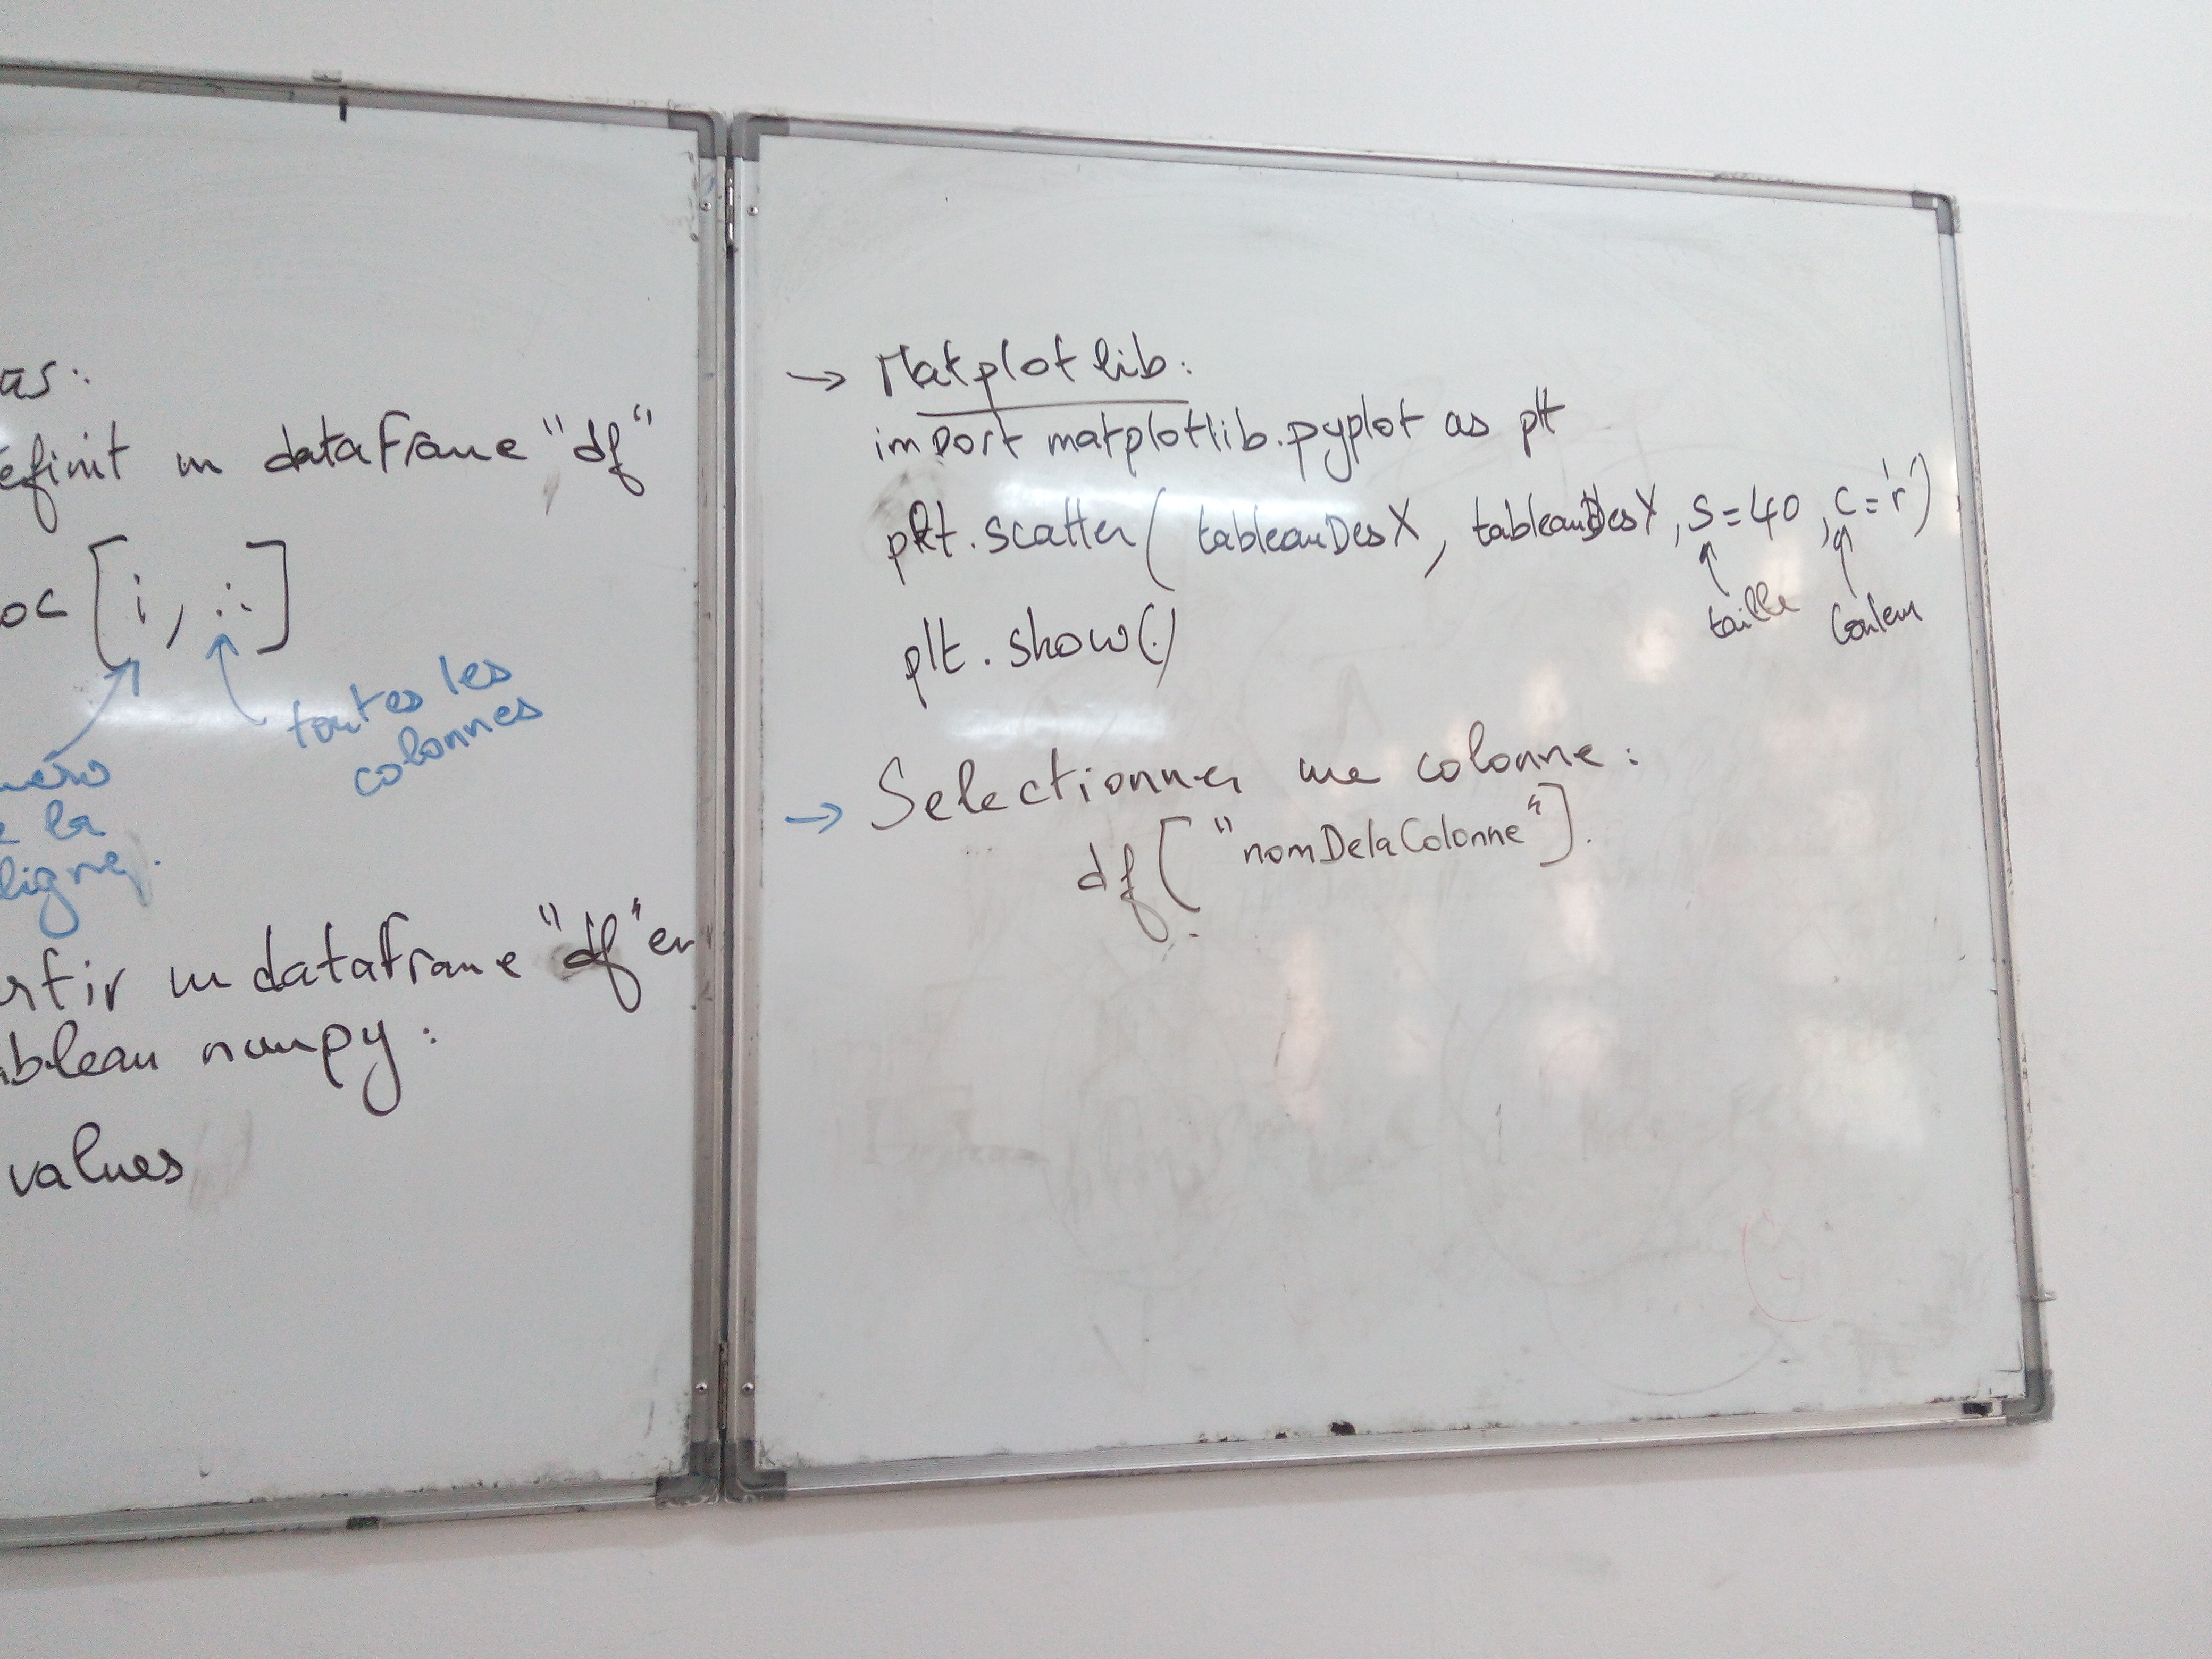 as:
éfinit un dataframe "df"
oc [i, :]
toutes les
colonnes
méro
e la
ligne.
rtir un dataframe "df" en
bleau numpy:
values
→ Matplotlib:
import matplotlib.pyplot as plt
plt.scatter( tableauDesX, tableauDesY, s=40, c='r')
taille couleur
plt.show()
→ Selectionner une colonne :
df["nomDelaColonne"].